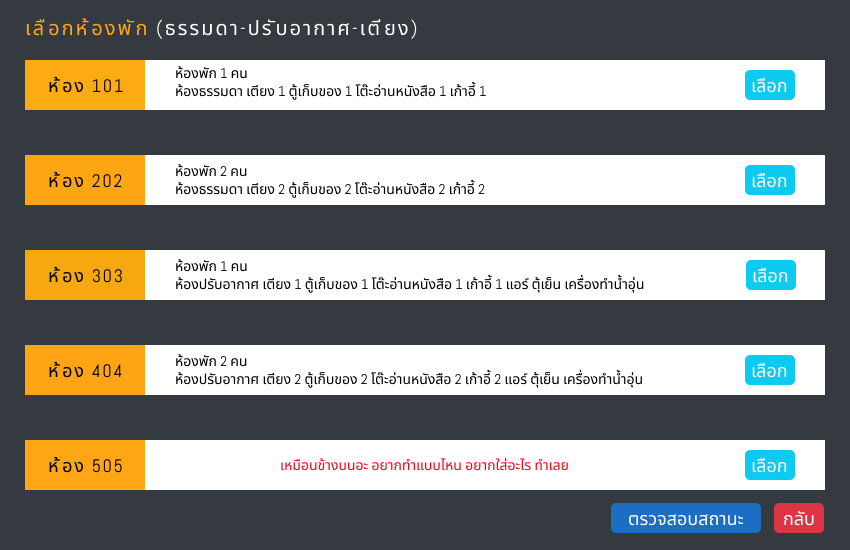 เลือกห้องพัก (ธรรมดา-ปรับอากาศ-เตียง)
ห้อง 101
ห้องพัก 1 คน
ห้องธรรมดา เตียง 1 ตู้เก็บของ 1 โต๊ะอ่านหนังสือ 1 เก้าอี้ 1
เลือก
ห้อง 202
ห้องพัก 2 คน
ห้องธรรมดา เตียง 2 ตู้เก็บของ 2 โต๊ะอ่านหนังสือ 2 เก้าอี้ 2
เลือก
ห้อง 303
ห้องพัก 1 คน
ห้องปรับอากาศ เตียง 1 ตู้เก็บของ 1 โต๊ะอ่านหนังสือ 1 เก้าอี้ 1 แอร์ ตุ้เย็น เครื่องทำน้ำอุ่น
เลือก
ห้อง 404
ห้องพัก 2 คน
ห้องปรับอากาศ เตียง 2 ตู้เก็บของ 2 โต๊ะอ่านหนังสือ 2 เก้าอี้ 2 แอร์ ตุ้เย็น เครื่องทำน้ำอุ่น
เลือก
ห้อง 505
เหมือนข้างบนอะ อยากทำแบบไหน อยากใส่อะไร ทำเลย
เลือก
ตรวจสอบสถานะ
กลับ